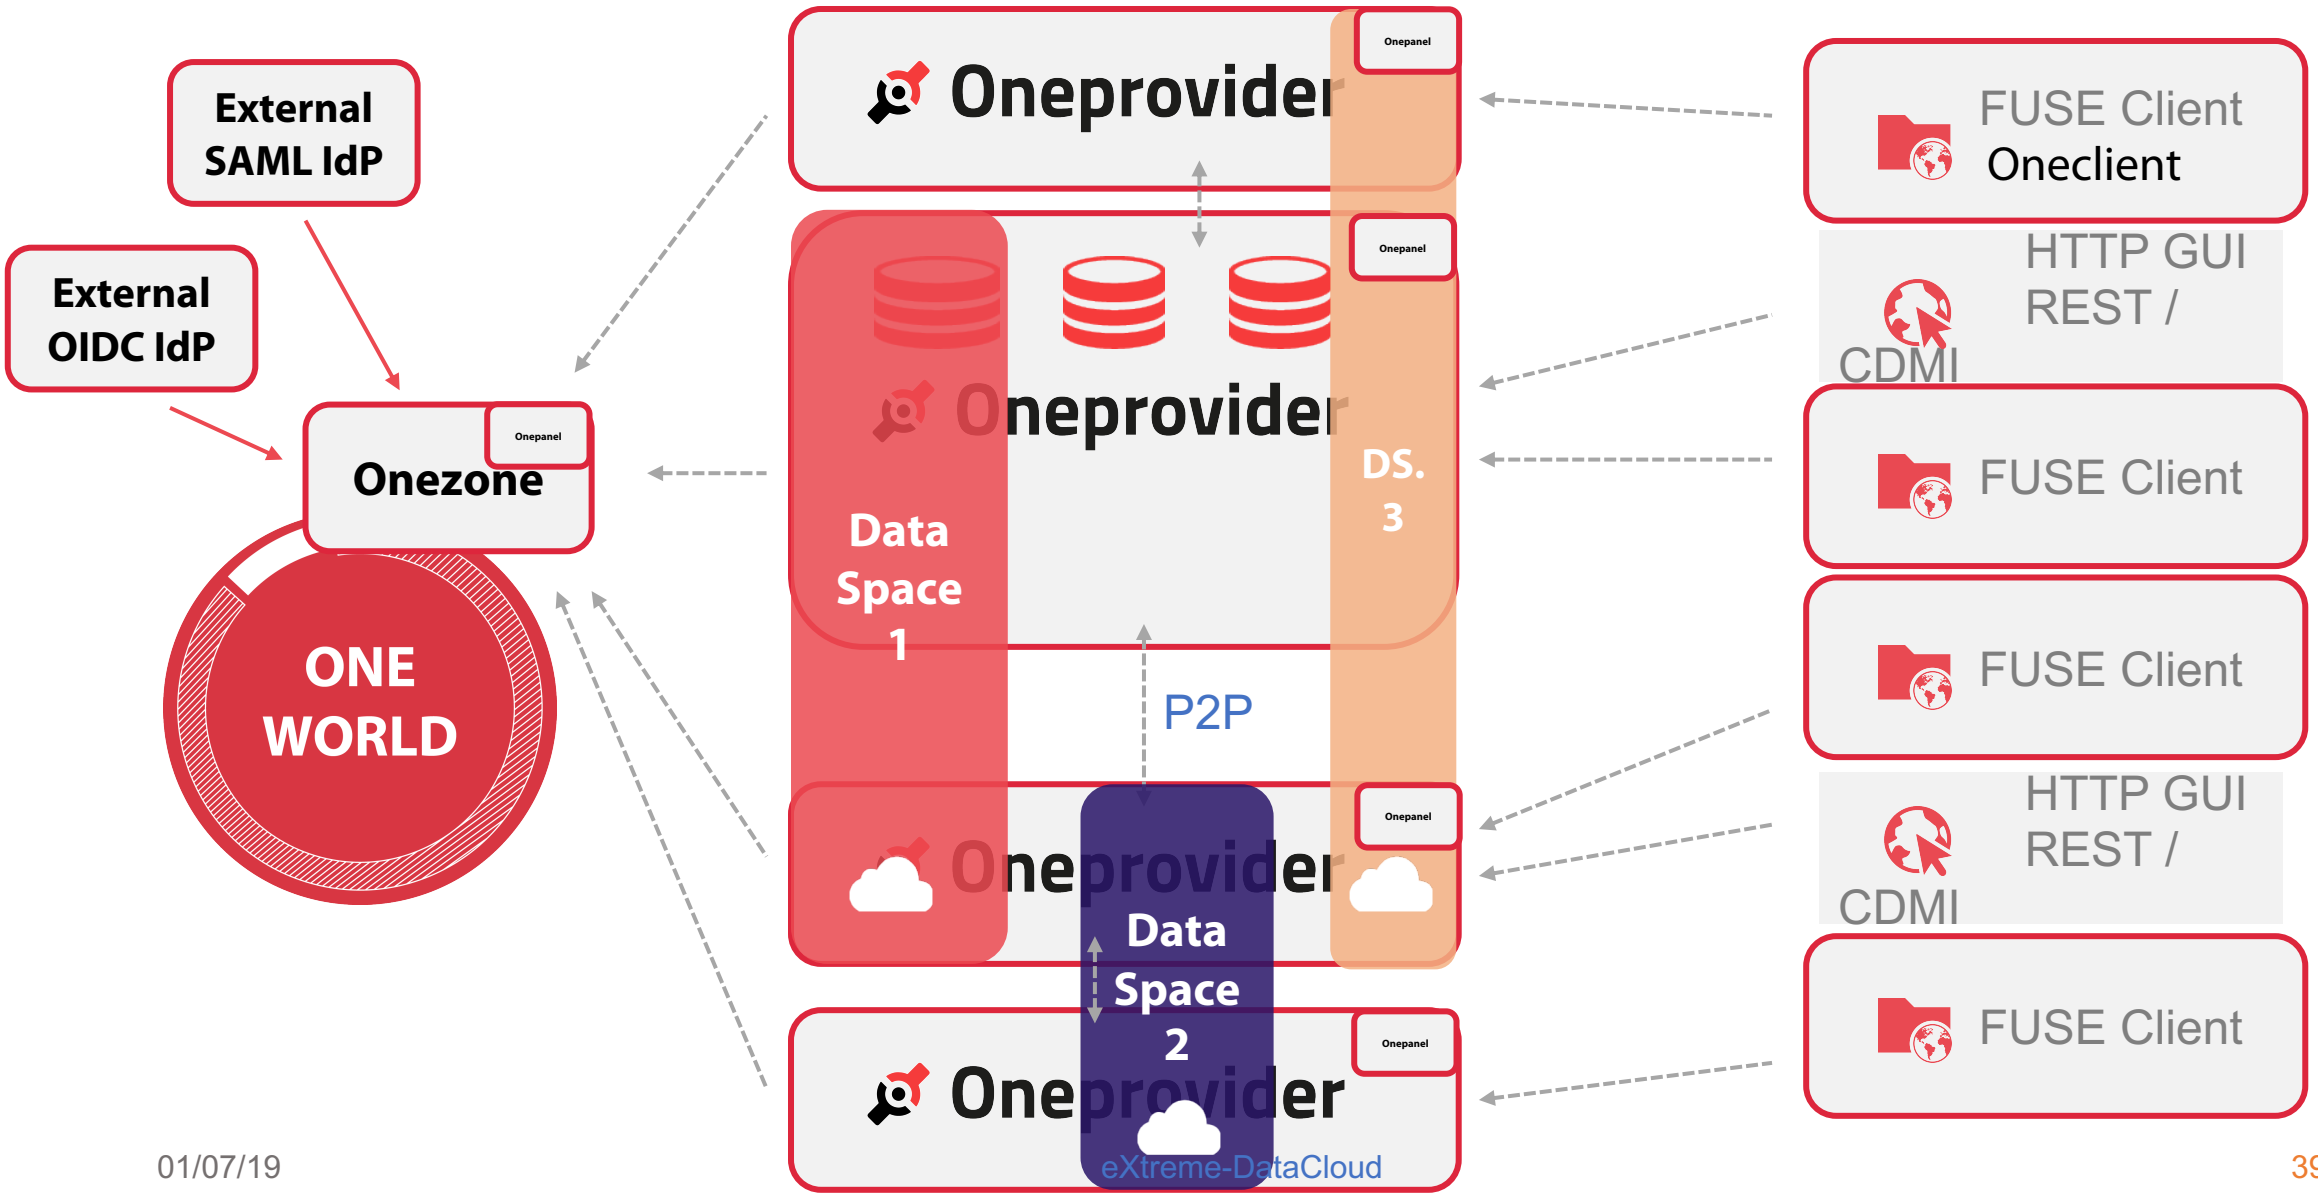 External
SAML IdP
External
OIDC IdP
Onepanel
Onezone
ONE
WORLD
Onepanel
Oneprovider
Onepanel
Oneprovider
DS.
3
Data
Space
1
P2P
Onepanel
Oneprovider
Data
Space
2
Onepanel
Oneprovider
FUSE Client
Oneclient
HTTP GUI
REST /
CDMI
FUSE Client
FUSE Client
HTTP GUI
REST /
CDMI
FUSE Client
01/07/19
eXtreme-DataCloud
39